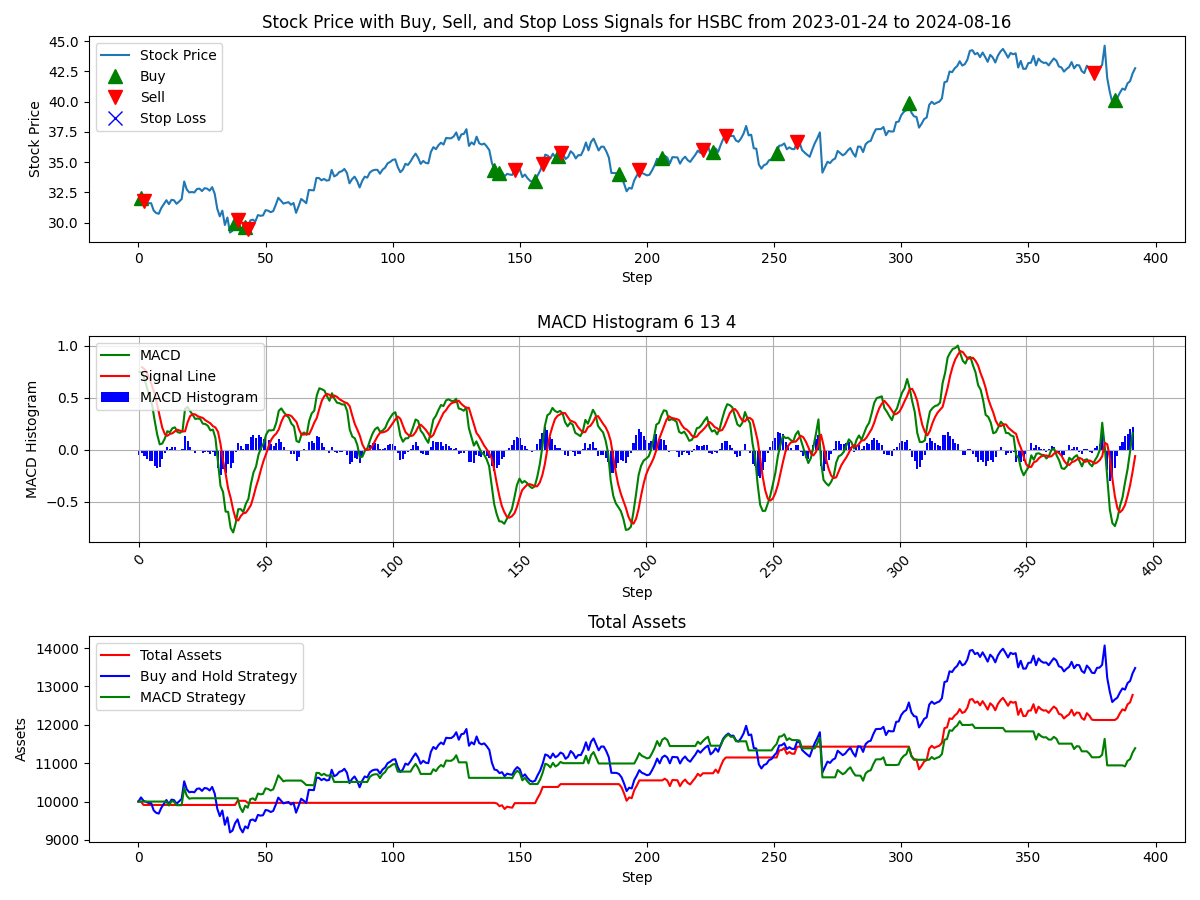 Stock Price with Buy, Sell, and Stop Loss Signals for HSBC from 2023-01-24 to 2024-08-16
Stock Price
45.0
42.5
40.0
37.5
35.0
32.5
30.0
Stock Price
Buy
Sell
Stop Loss
0 50 100 150 200 250 300 350 400
Step
MACD Histogram 6 13 4
MACD Histogram
1.0
0.5
0.0
−0.5
MACD
Signal Line
MACD Histogram
0 50 100 150 200 250 300 350 400
Step
Total Assets
Assets
14000
13000
12000
11000
10000
9000
Total Assets
Buy and Hold Strategy
MACD Strategy
0 50 100 150 200 250 300 350 400
Step